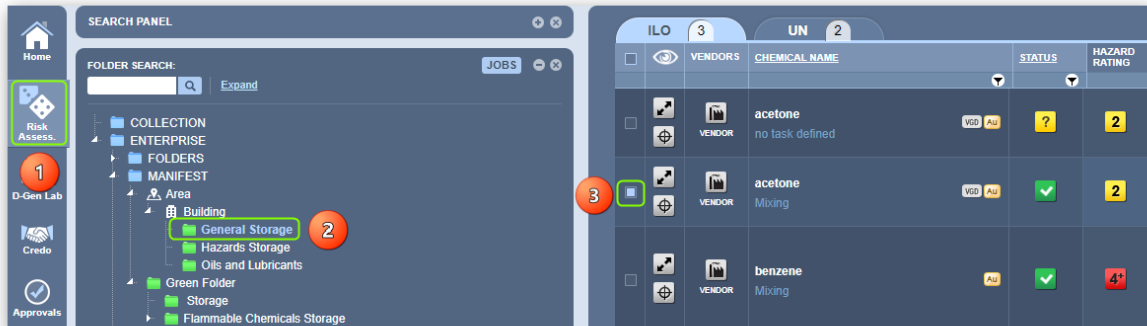 Home
Risk
Assess.
1
D-Gen Lab
Credo
Approvals
SEARCH PANEL
FOLDER SEARCH:
JOBS
Expand
COLLECTION
ENTERPRISE
FOLDERS
MANIFEST
Area
Building
General Storage
2
Hazards Storage
Oils and Lubricants
Green Folder
Storage
Flammable Chemicals Storage
ILO 3 UN 2
VENDORS CHEMICAL NAME STATUS HAZARD RATING
VENDOR acetone
no task defined
VGD Au ? 2
3
VENDOR acetone
Mixing
VGD Au 2
VENDOR benzene
Mixing
Au 4+